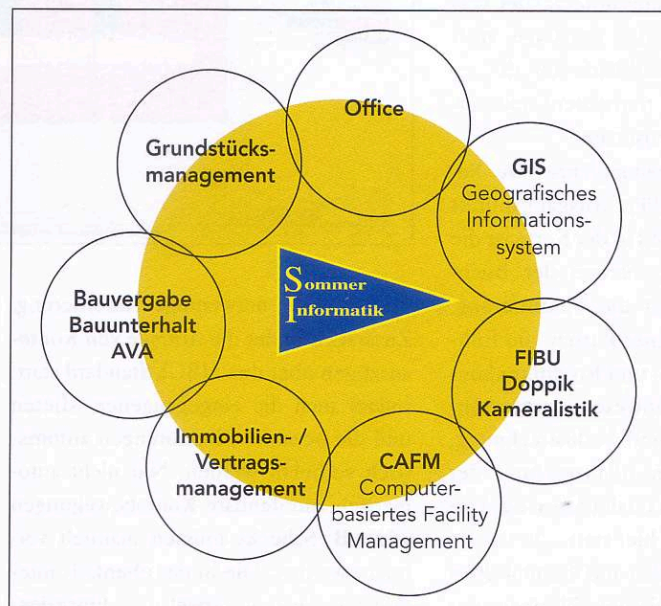 Office
GIS
Geografisches
Informations-
system
FIBU
Doppik
Kameralistik
CAFM
Computer-
basiertes Facility
Management
Immobilien- /
Vertrags-
management
Bauvergabe
Bauunterhalt
AVA
Grundstücks-
management
Sommer
Informatik